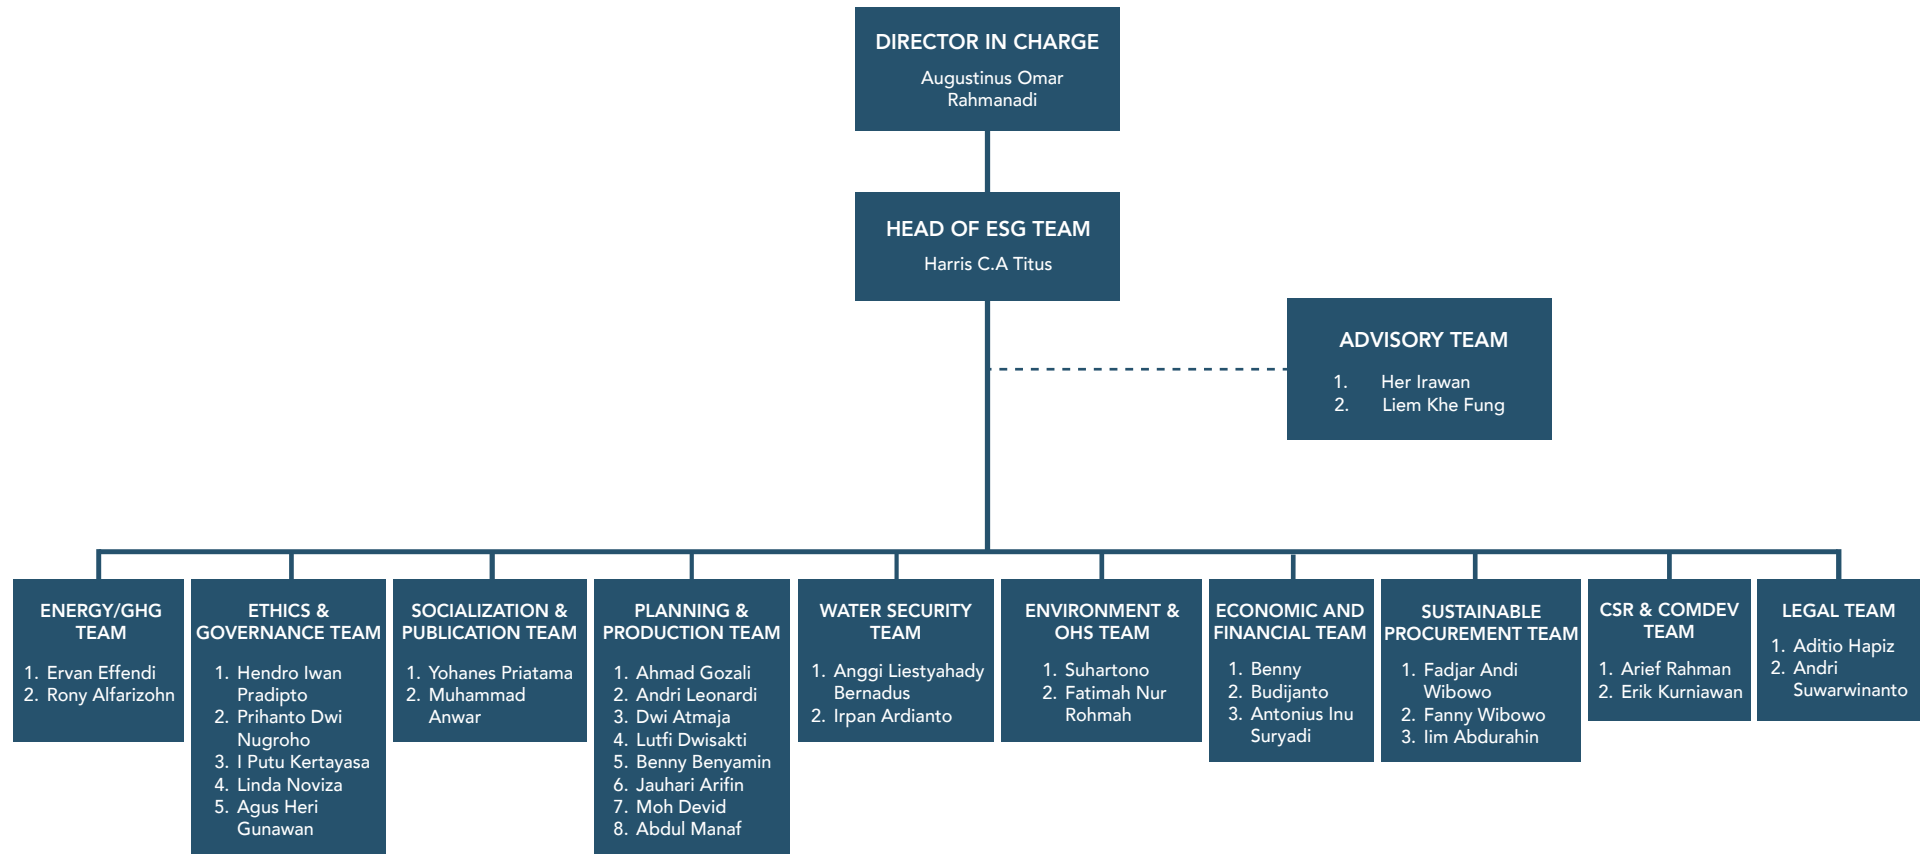 DIRECTOR IN CHARGE
Augustinus Omar
Rahmanadi
HEAD OF ESG TEAM
Harris C.A Titus
ADVISORY TEAM
1. Her Irawan
2. Liem Khe Fung
ENERGY/GHG
TEAM
1. Ervan Effendi
2. Rony Alfarizohn
ETHICS &
GOVERNANCE TEAM
1. Hendro Iwan
Pradipto
2. Prihanto Dwi
Nugroho
3. I Putu Kertayasa
4. Linda Noviza
5. Agus Heri
Gunawan
SOCIALIZATION &
PUBLICATION TEAM
1. Yohanes Priatama
2. Muhammad
Anwar
PLANNING &
PRODUCTION TEAM
1. Ahmad Gozali
2. Andri Leonardi
3. Dwi Atmaja
4. Lutfi Dwisakti
5. Benny Benyamin
6. Jauhari Arifin
7. Moh Devid
8. Abdul Manaf
WATER SECURITY
TEAM
1. Anggi Liestyahady
Bernadus
2. Irpan Ardianto
ENVIRONMENT &
OHS TEAM
1. Suhartono
2. Fatimah Nur
Rohmah
ECONOMIC AND
FINANCIAL TEAM
1. Benny
2. Budijanto
3. Antonius Inu
Suryadi
SUSTAINABLE
PROCUREMENT TEAM
1. Fadjar Andi
Wibowo
2. Fanny Wibowo
3. Iim Abdurahin
CSR & COMDEV
TEAM
1. Arief Rahman
2. Erik Kurniawan
LEGAL TEAM
1. Aditio Hapiz
2. Andri
Suwarwinanto